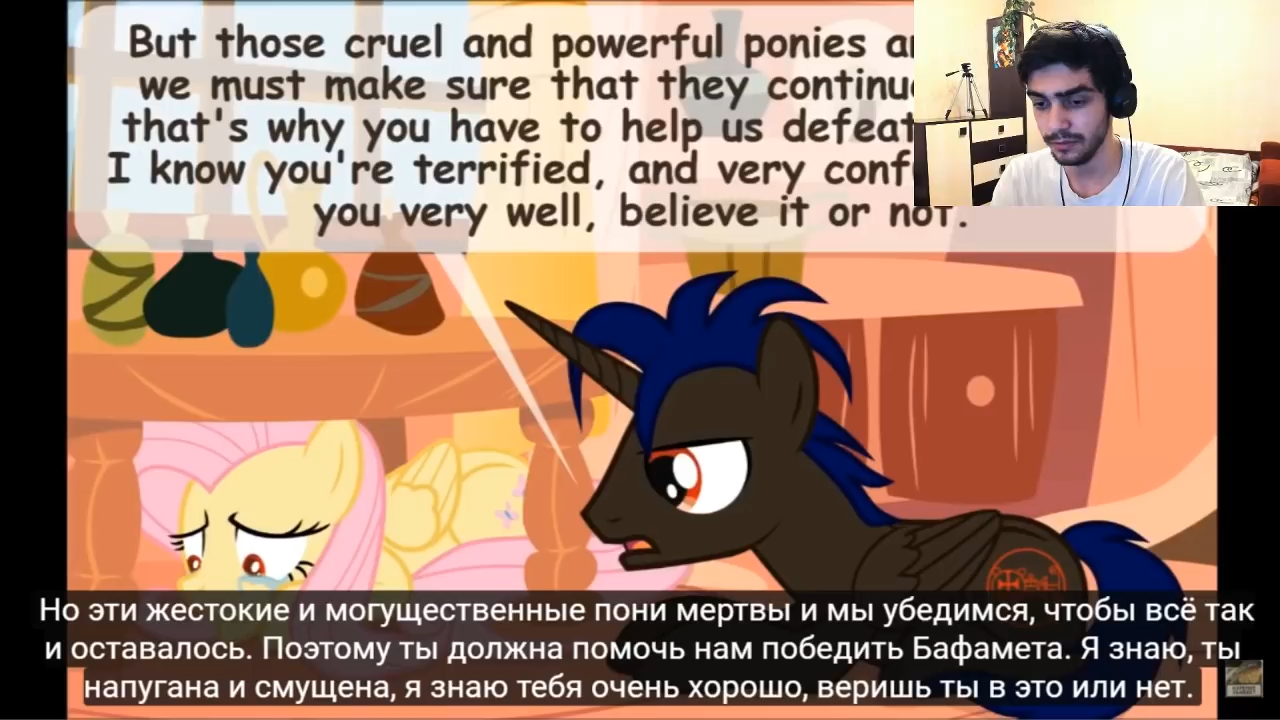 But those cruel and powerful ponies
we must make sure that they
that's why you have to help us defeat
I know you're terrified, and very
you very well, believe it or not.
Но эти жестокие и могущественные пони мертвы и мы убедимся, чтобы всё так
и оставалось. Поэтому ты должна помочь нам победить Бафамета. Я знаю, ты
напугана и смущена, я знаю тебя очень хорошо, веришь ты в это или нет.